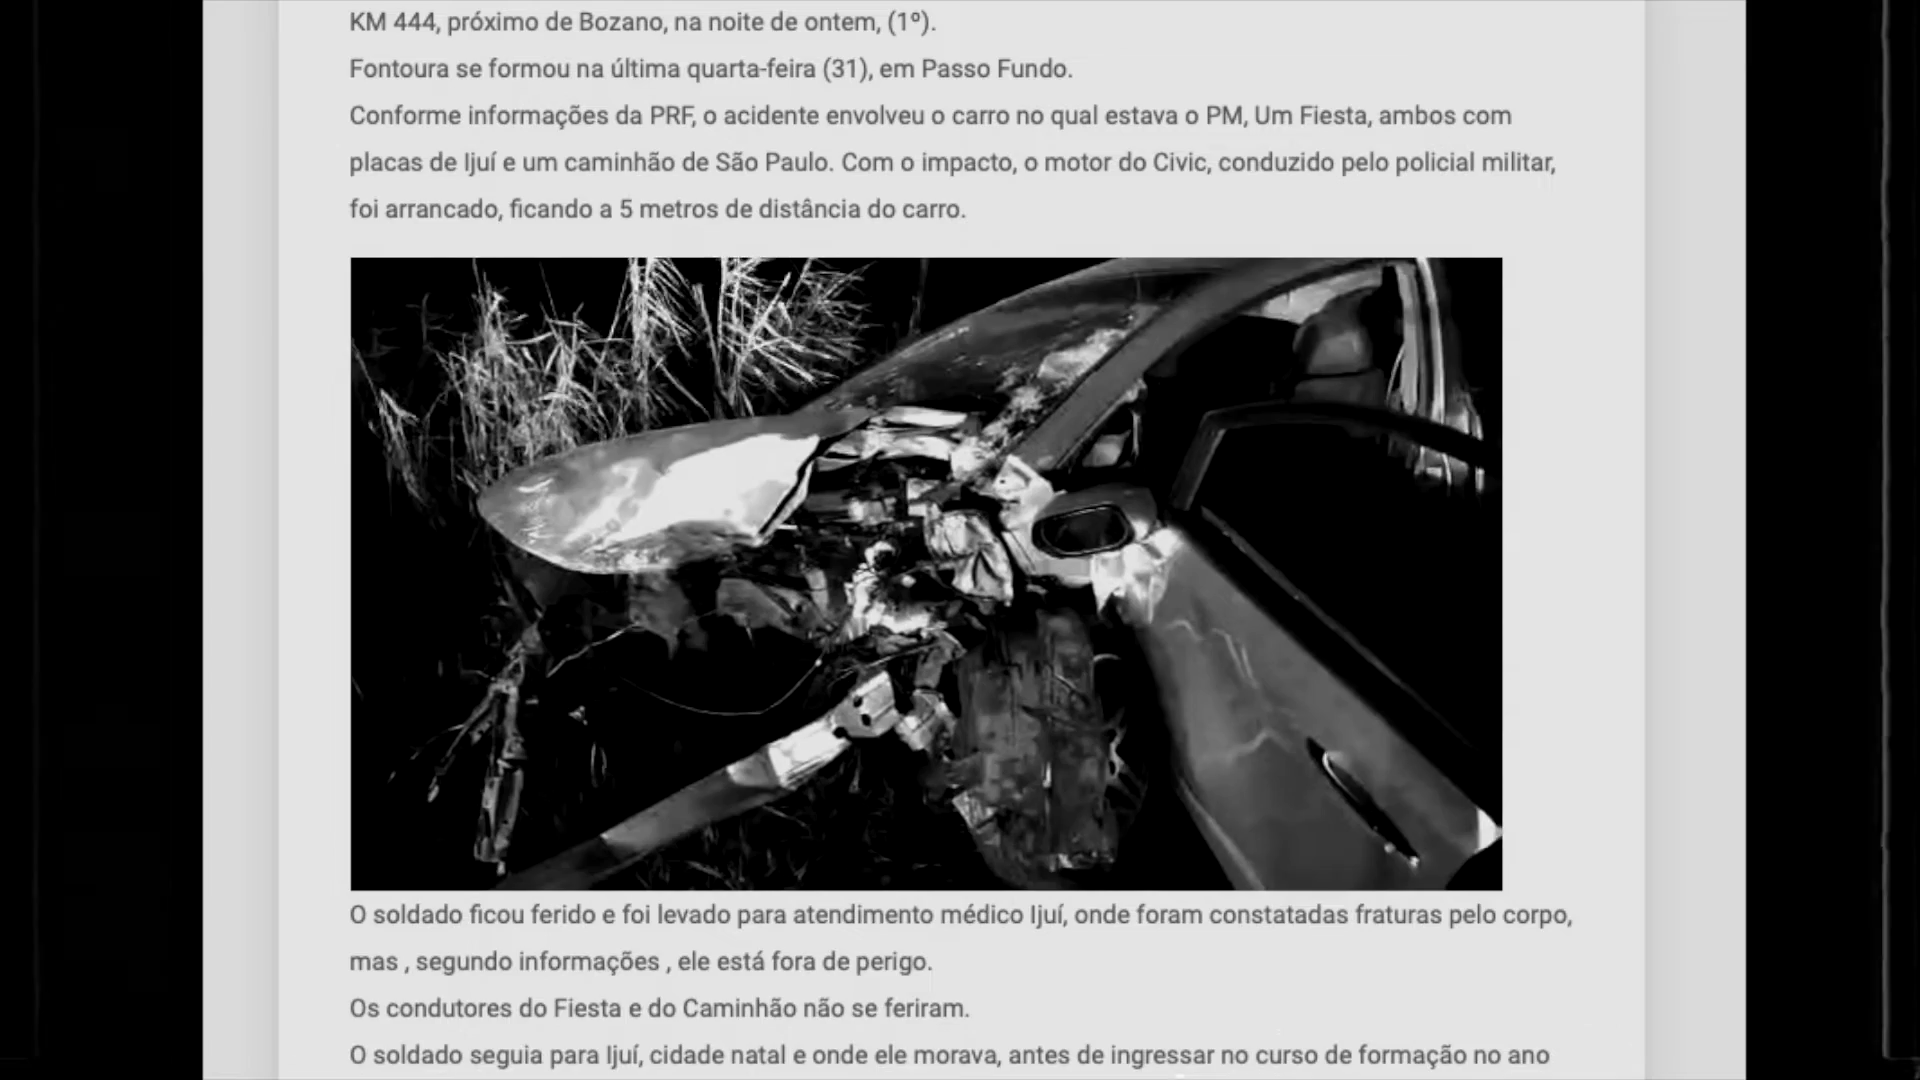 KM 444, próximo de Bozano, na noite de ontem, (1º).
Fontoura se formou na última quarta-feira (31), em Passo Fundo.
Conforme informações da PRF, o acidente envolveu o carro no qual estava o PM, Um Fiesta, ambos com
placas de Ijuí e um caminhão de São Paulo. Com o impacto, o motor do Civic, conduzido pelo policial militar,
foi arrancado, ficando a 5 metros de distância do carro.
O soldado ficou ferido e foi levado para atendimento médico Ijuí, onde foram constatadas fraturas pelo corpo,
mas , segundo informações , ele está fora de perigo.
Os condutores do Fiesta e do Caminhão não se feriram.
O soldado seguia para Ijuí, cidade natal e onde ele morava, antes de ingressar no curso de formação no ano